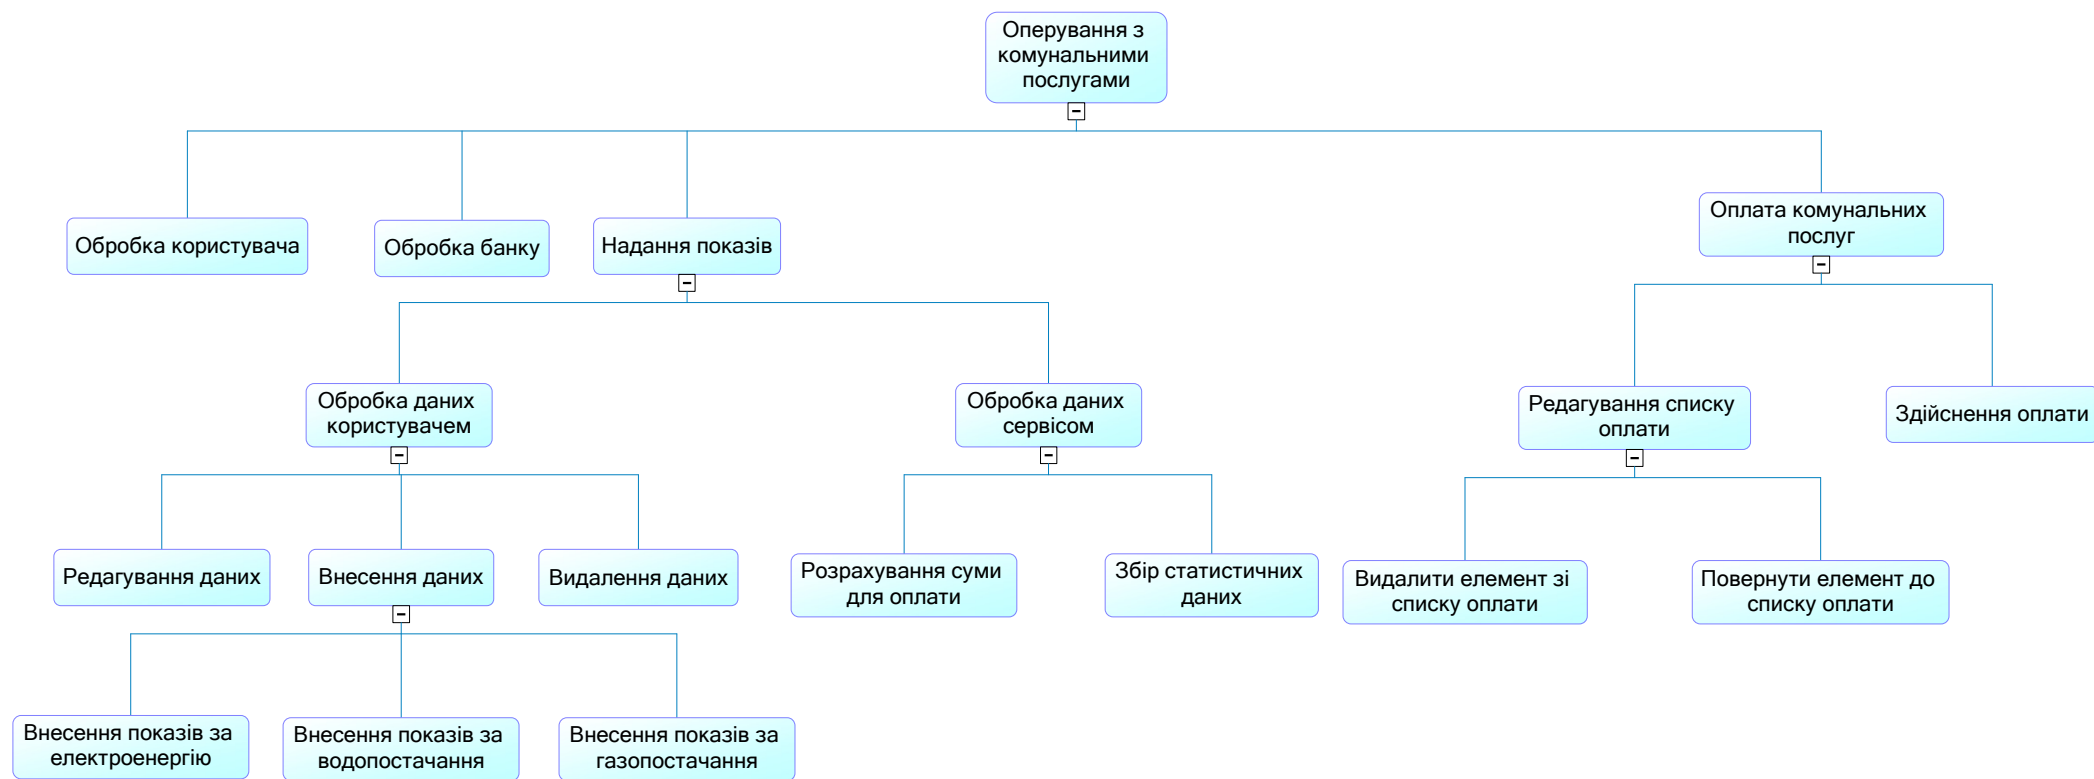 Оперування з
комунальними
послугами
Обробка користувача
Обробка банку
Надання показів
Оплата комунальних
послуг
Обробка даних
користувачем
Обробка даних
сервісом
Редагування списку
оплати
Здійснення оплати
Редагування даних
Внесення даних
Видалення даних
Розрахування суми
для оплати
Збір статистичних
даних
Видалити елемент зі
списку оплати
Повернути елемент до
списку оплати
Внесення показів за
електроенергію
Внесення показів за
водопостачання
Внесення показів за
газопостачання